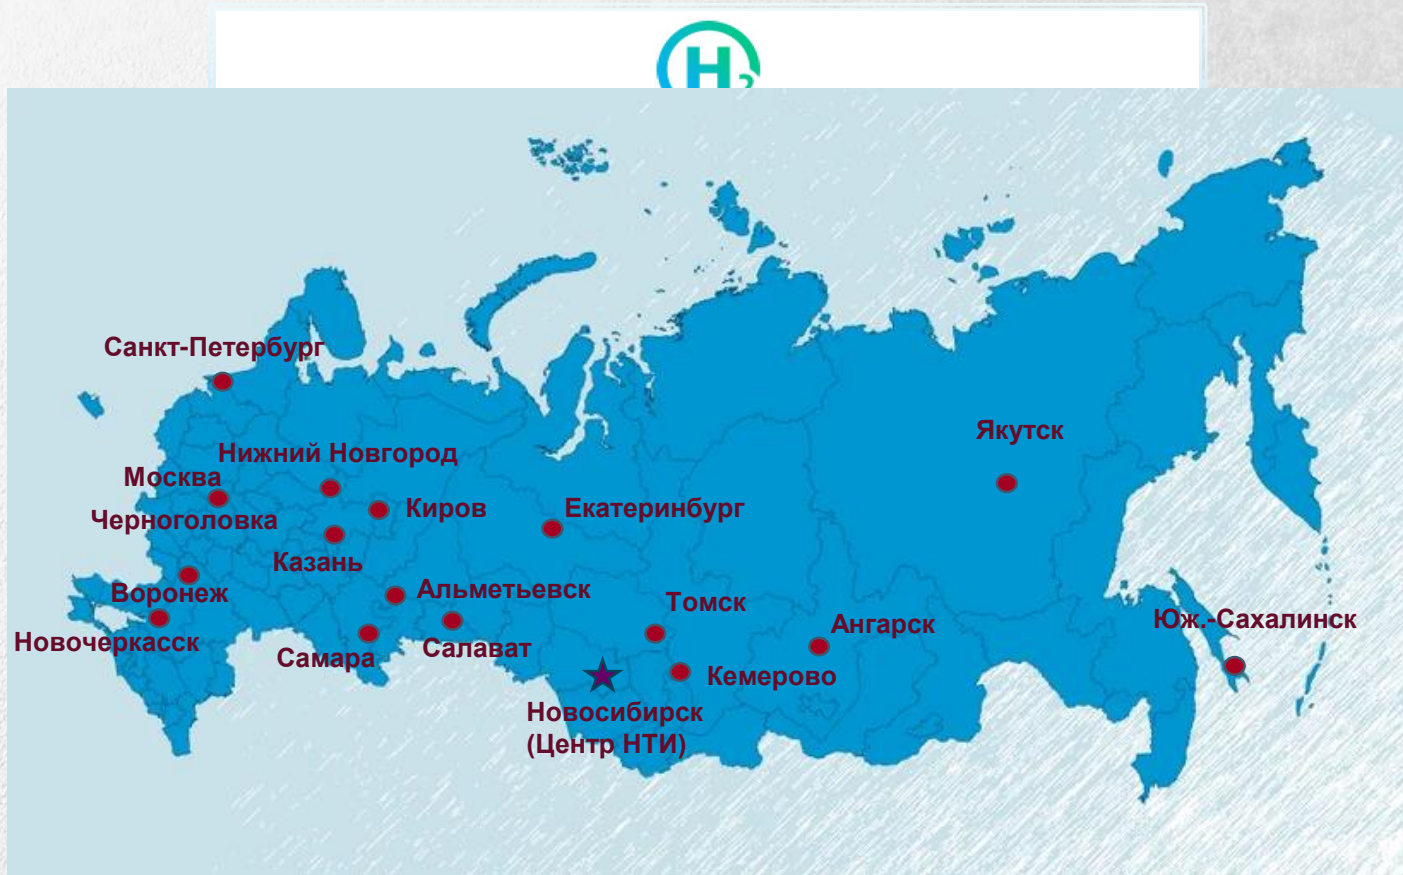 H2
Санкт-Петербург
Якутск
Нижний Новгород
Москва
Киров
Екатеринбург
Черноголовка
Казань
Альметьевск
Воронеж
Томск
Юж.-Сахалинск
Ангарск
Новочеркасск
Салават
Самара
Кемерово
Новосибирск
(Центр НТИ)